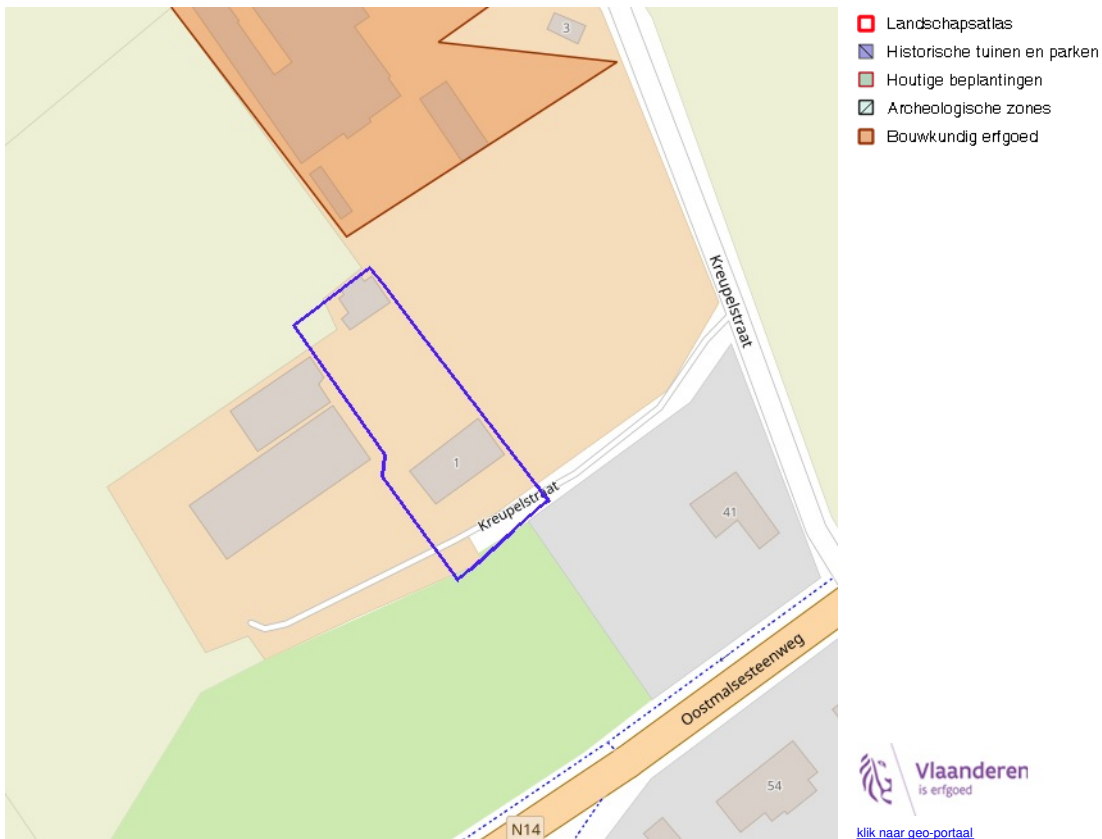 3
Kreupelstraat
1
Kreupelstraat
41
Oostmalsesteenweg
54
N14
Landschapsatlas
Historische tuinen en parken
Houtige beplantingen
Archeologische zones
Bouwkundig erfgoed
Vlaanderen
is erfgoed
klik naar geo-portaal